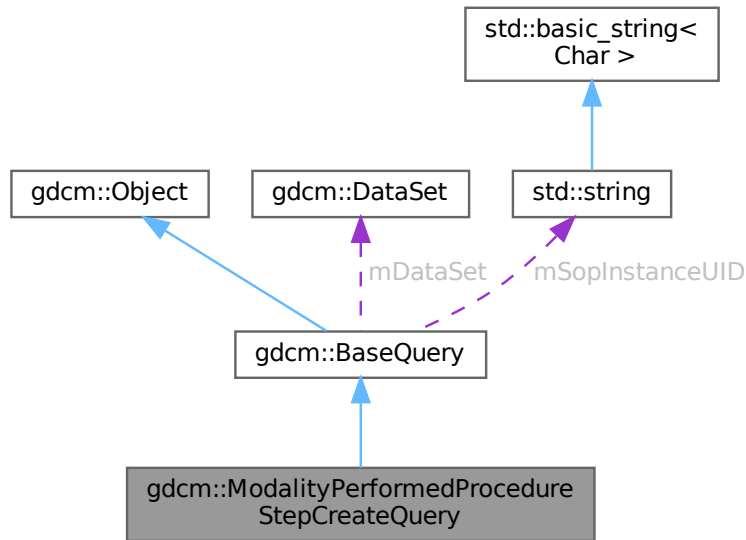 std::basic_string<
Char >
gdcm::Object
gdcm::DataSet
std::string
mDataSet
mSopInstanceUID
gdcm::BaseQuery
gdcm::ModalityPerformedProcedure
StepCreateQuery